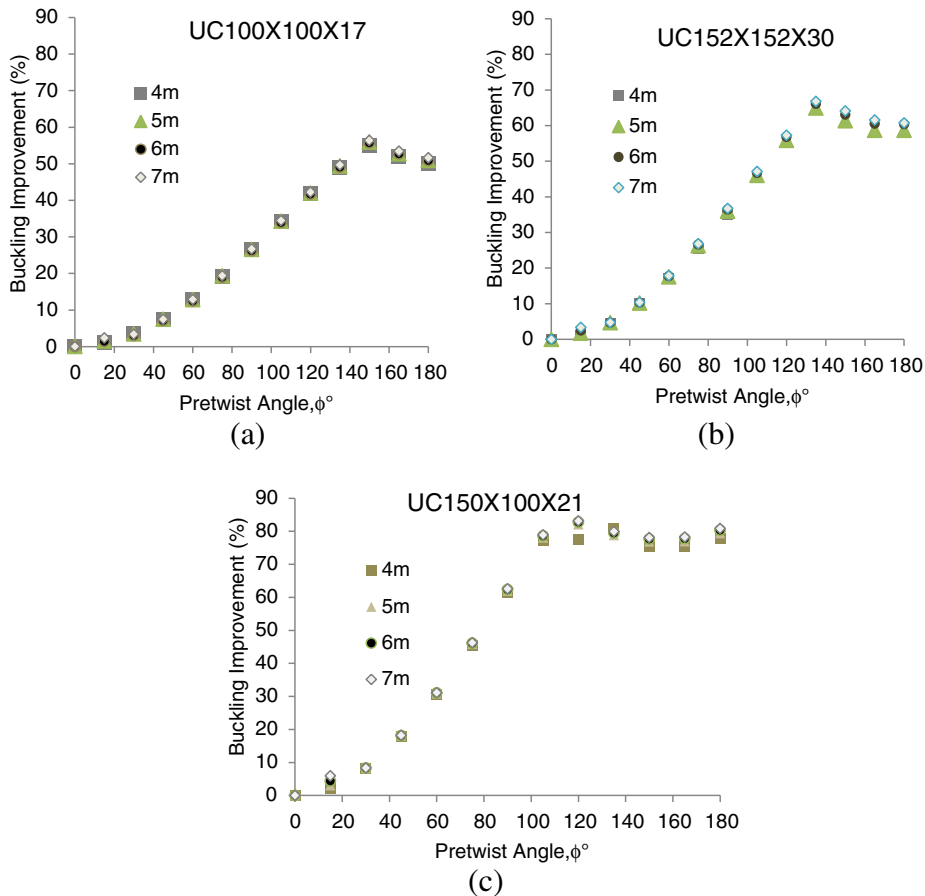 UC100X100X17
Buckling Improvement (%)
90
80
70
60
50
40
30
20
10
0
4m
5m
6m
7m
0 20 40 60 80 100 120 140 160 180
Pretwist Angle,ϕ°
(a)
UC152X152X30
Buckling Improvement (%)
90
80
70
60
50
40
30
20
10
0
4m
5m
6m
7m
0 20 40 60 80 100 120 140 160 180
Pretwist Angle,ϕ°
(b)
UC150X100X21
Buckling Improvement (%)
90
80
70
60
50
40
30
20
10
0
4m
5m
6m
7m
0 20 40 60 80 100 120 140 160 180
Pretwist Angle,ϕ°
(c)